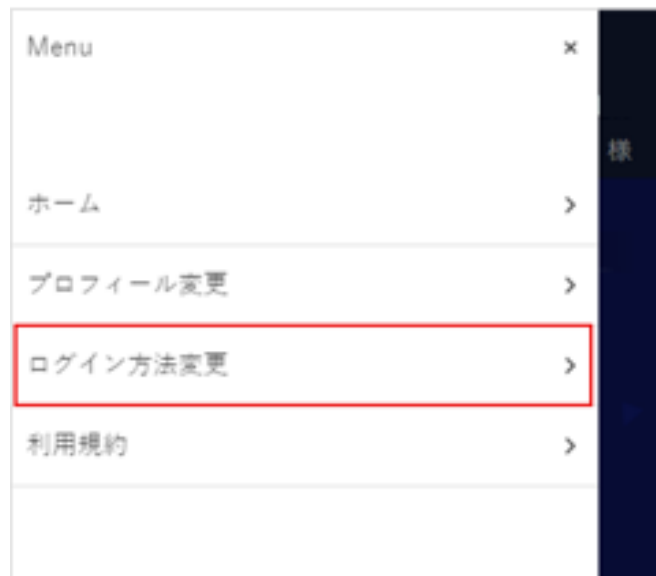 Menu ×
様
ホーム
プロフィール変更
ログイン方法変更
利用規約